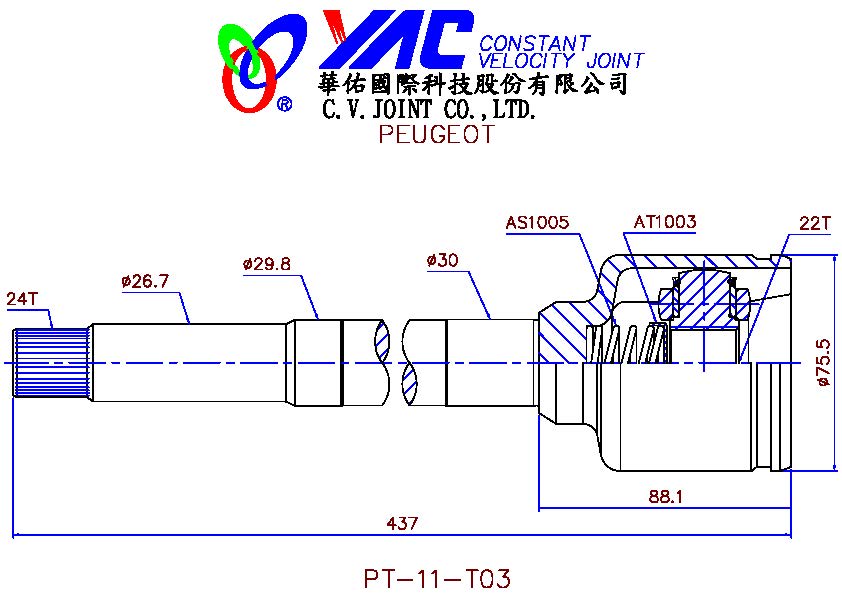 YAC CONSTANT
VELOCITY JOINT
®
華佑國際科技股份有限公司
C.V.JOINT CO.,LTD.
PEUGEOT
AS1005
AT1003
22T
ø30
ø29.8
ø26.7
24T
ø75.5
88.1
437
PT-11-T03